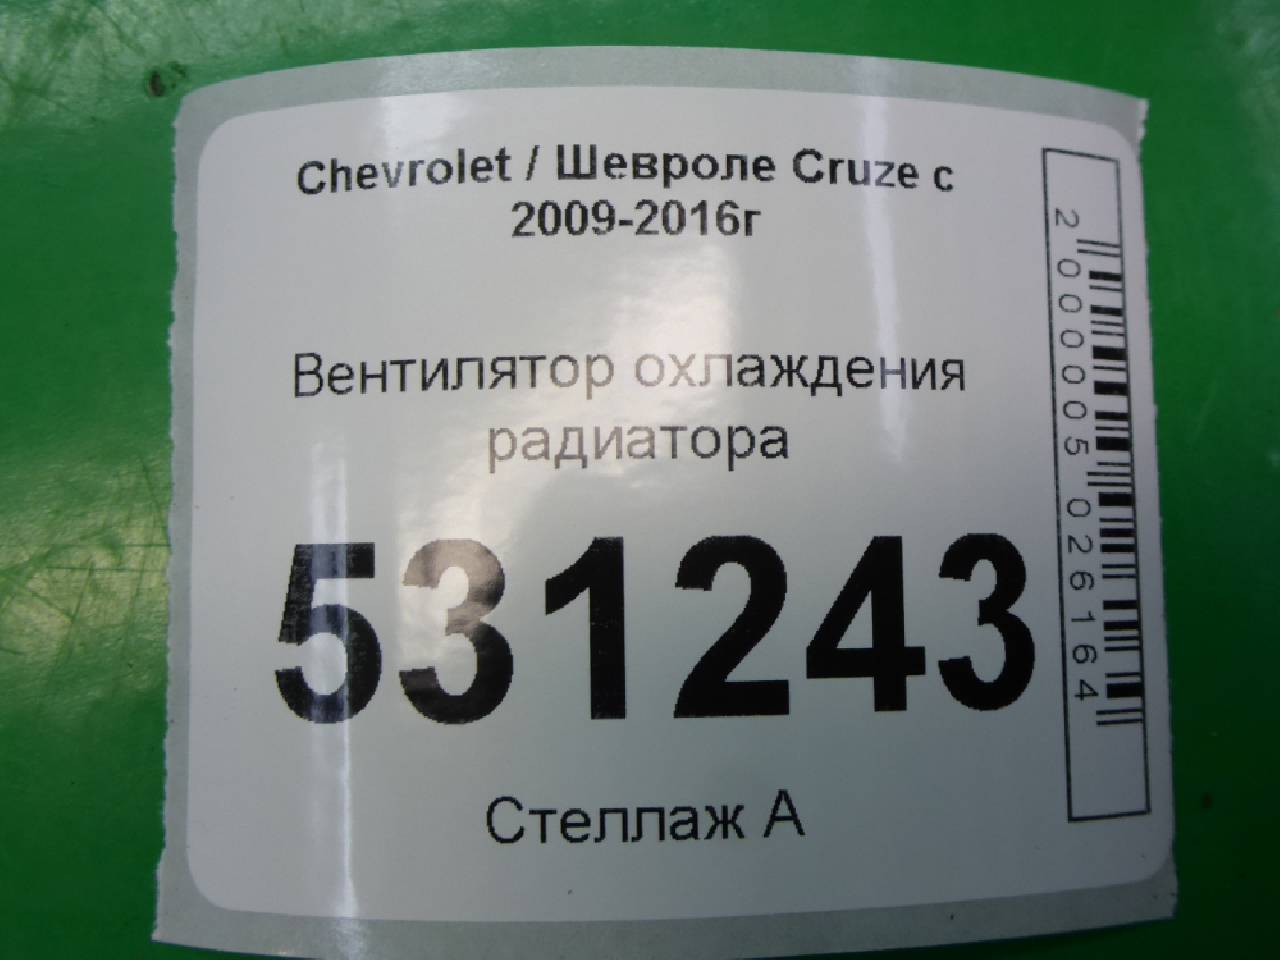 Chevrolet / Шевроле Cruze с
2009-2016г
Вентилятор охлаждения
радиатора
531243
Стеллаж А
2000005026164